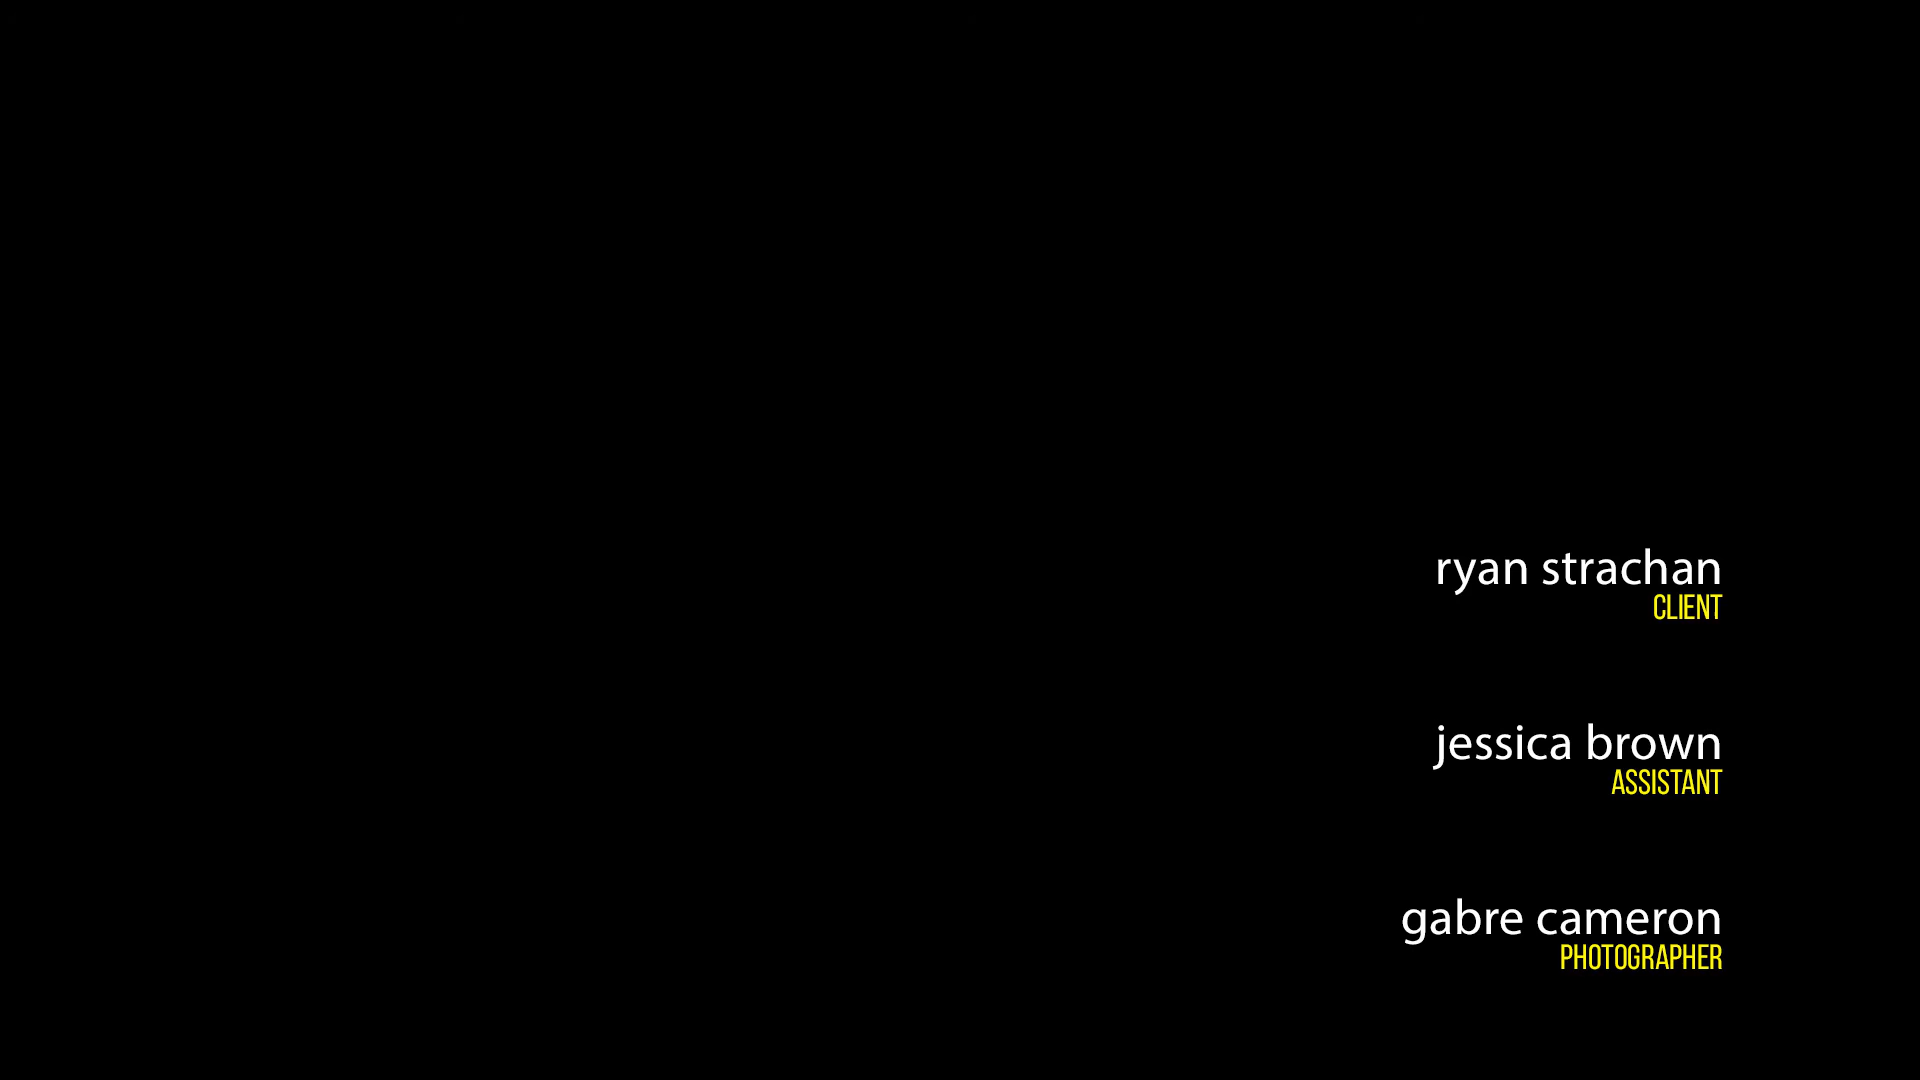 ryan strachan
CLIENT
jessica brown
ASSISTANT
gabre cameron
PHOTOGRAPHER